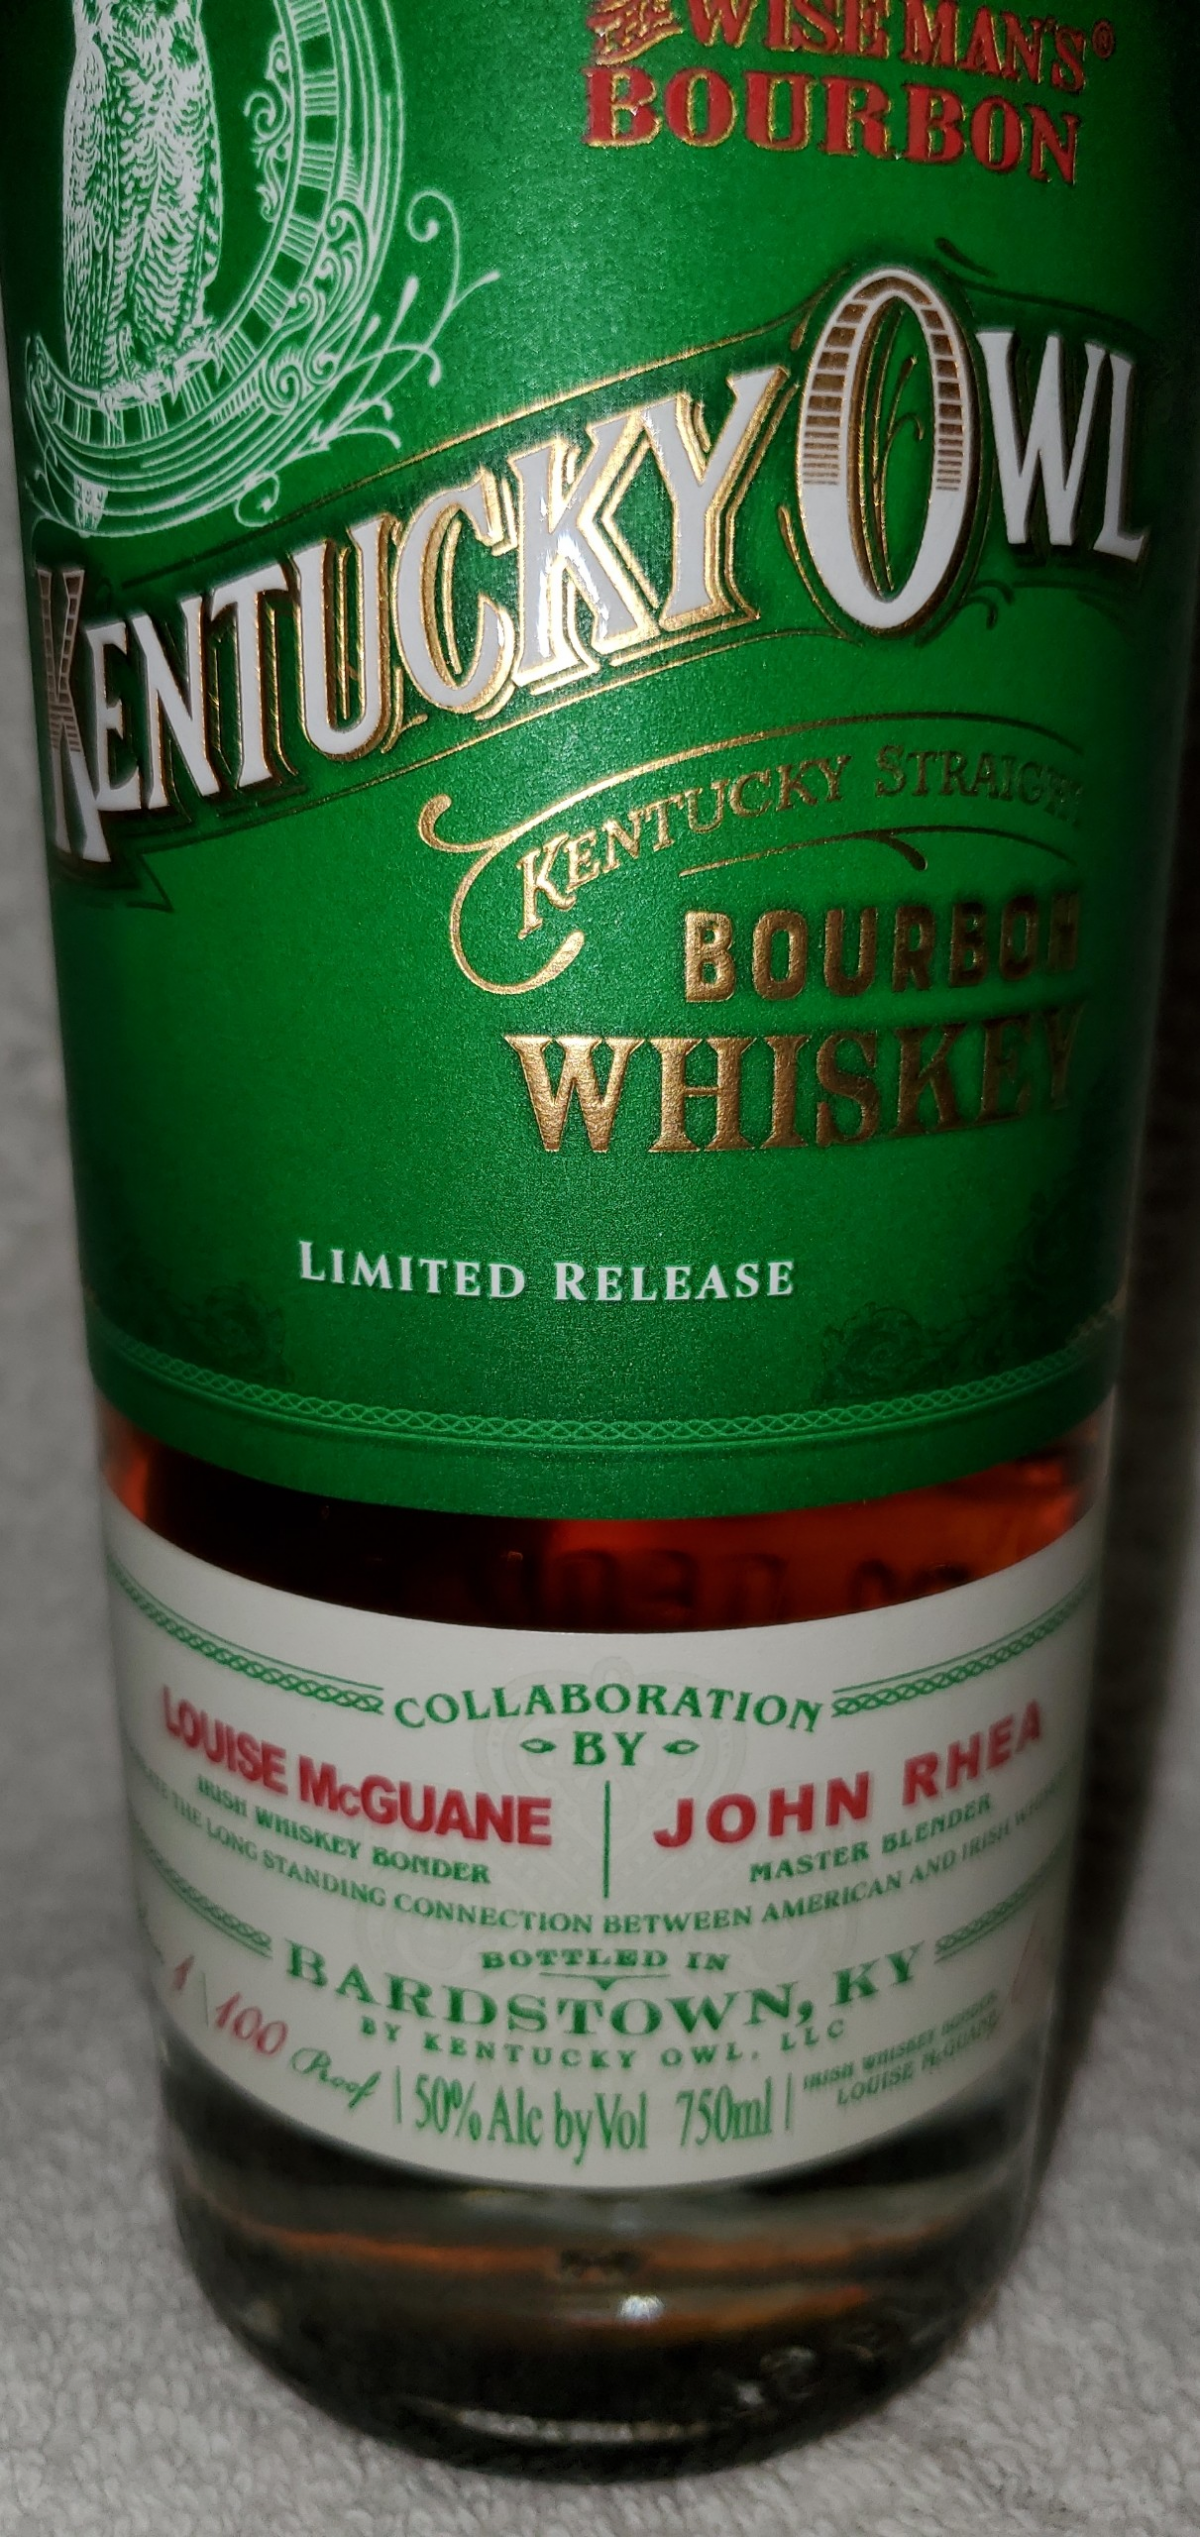 WISE MAN'S®
BOURBON
KENTUCKY OWL
KENTUCKY STRAIGHT
BOURBON
WHISKEY
LIMITED RELEASE
COLLABORATION
BY
LOUISE McGUANE
IRISH WHISKEY BONDER
JOHN RHEA
MASTER BLENDER
THE LONG STANDING CONNECTION BETWEEN AMERICAN AND IRISH
BOTTLED IN
BARDSTOWN, KY
BY KENTUCKY OWL, LLC
100 Proof | 50% Alc by Vol 750ml |
IRISH WHISKEY BONDER
LOUISE McGUANE